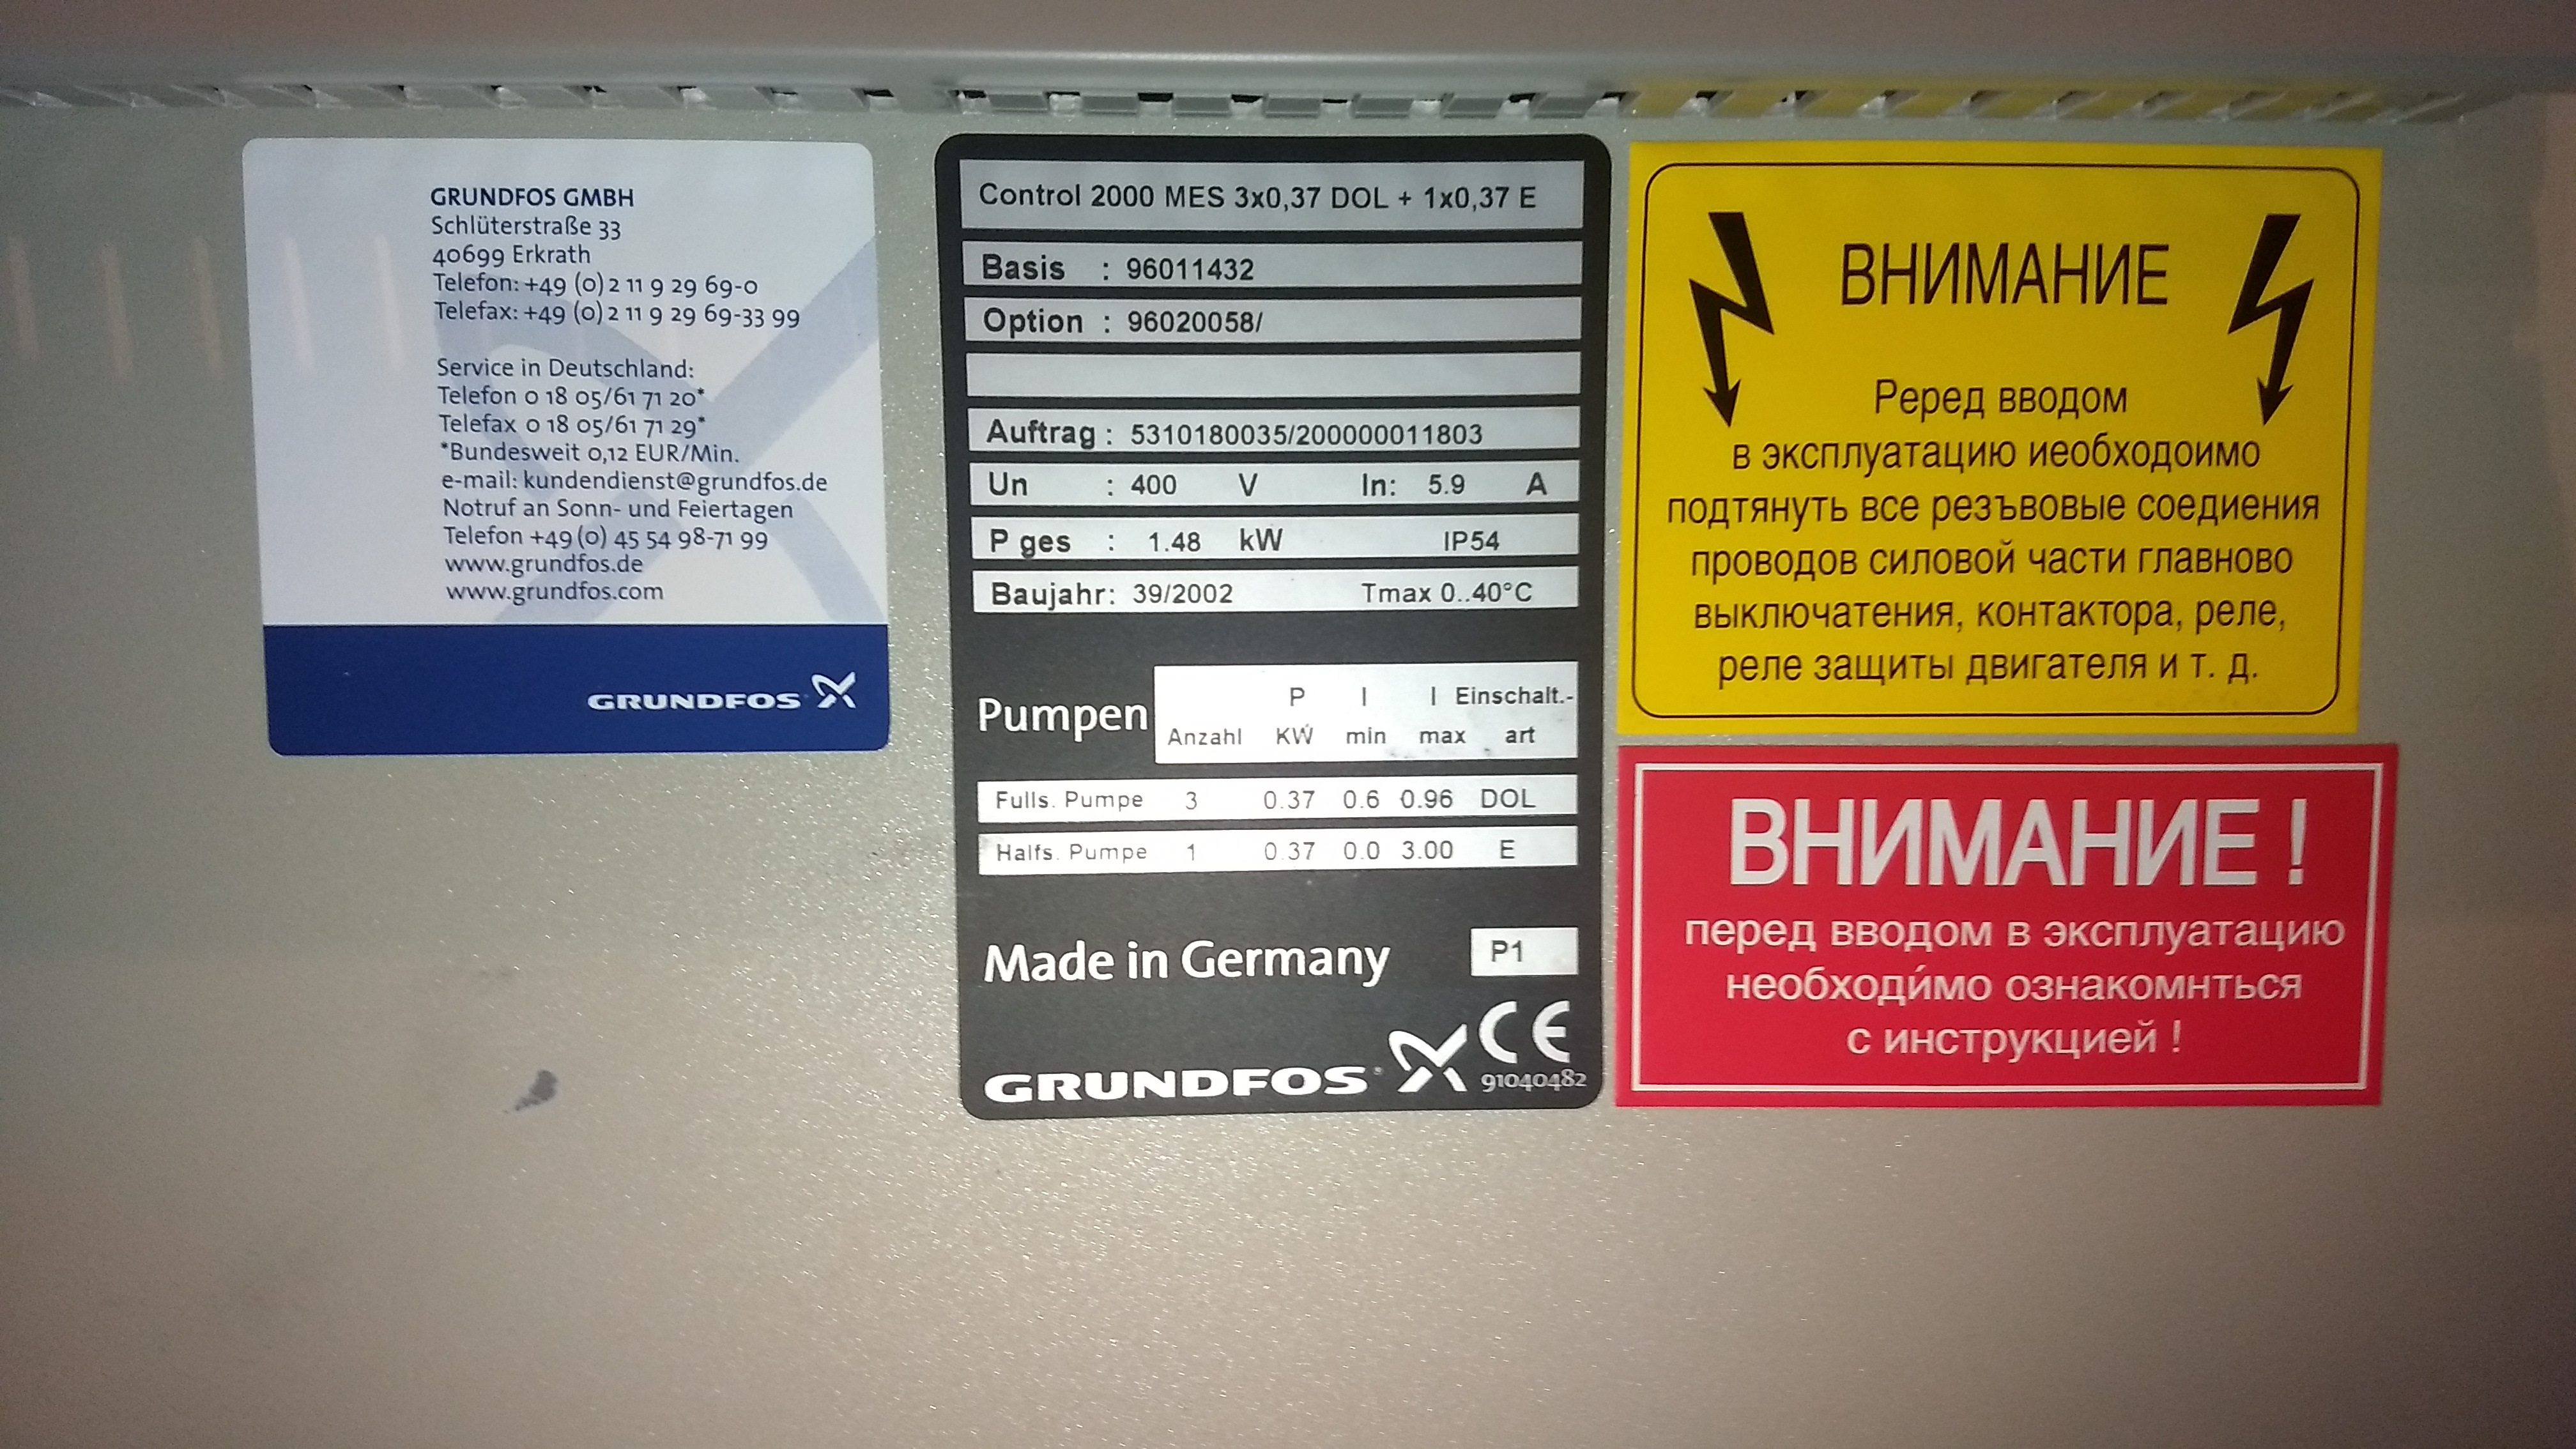 GRUNDFOS GMBH
Schlüterstraße 33
40699 Erkrath
Telefon: +49 (0) 2 11 9 29 69-0
Telefax: +49 (0) 2 11 9 29 69-33 99
Service in Deutschland:
Telefon 0 18 05/61 71 20*
Telefax 0 18 05/61 71 29*
*Bundesweit 0,12 EUR/Min.
e-mail: kundendienst@grundfos.de
Notruf an Sonn- und Feiertagen
Telefon +49 (0) 45 54 98-71 99
www.grundfos.de
www.grundfos.com
GRUNDFOS
Control 2000 MES 3x0,37 DOL + 1x0,37 E
Basis : 96011432
Option : 96020058/
Auftrag : 5310180035/200000011803
Un : 400 V In: 5.9 A
P ges : 1.48 kW IP54
Baujahr: 39/2002 Tmax 0..40°C
Pumpen
P I I Einschalt.-
Anzahl KW min max art
Fulls. Pumpe 3 0.37 0.6 0.96 DOL
Halfs. Pumpe 1 0.37 0.0 3.00 E
Made in Germany P1
CE
GRUNDFOS 91040482
ВНИМАНИЕ
Реред вводом
в эксплуатацию иеобходоимо
подтянуть все резъвовые соедиения
проводов силовой части главново
выключатения, контактора, реле,
реле защиты двигателя и т. д.
ВНИМАНИЕ !
перед вводом в эксплуатацию
необходи́мо ознакомнться
с инструкцией !